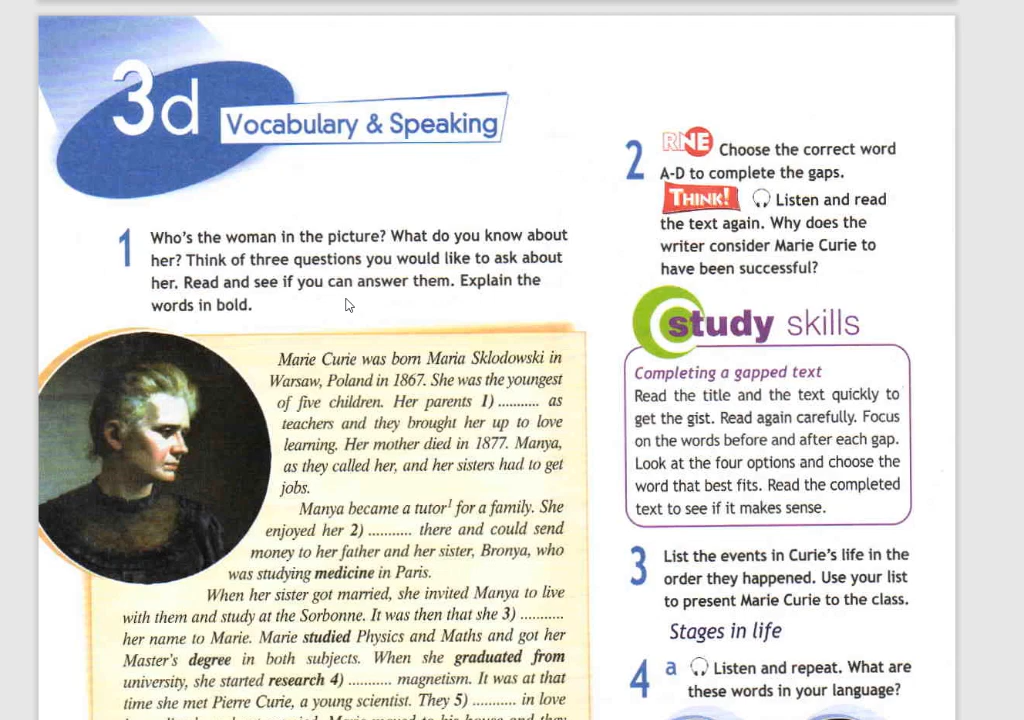 3d
Vocabulary & Speaking
1 Who's the woman in the picture? What do you know about
her? Think of three questions you would like to ask about
her. Read and see if you can answer them. Explain the
words in bold.
Marie Curie was born Maria Sklodowski in
Warsaw, Poland in 1867. She was the youngest
of five children. Her parents 1) ........... as
teachers and they brought her up to love
learning. Her mother died in 1877. Manya,
as they called her, and her sisters had to get
jobs.
Manya became a tutor¹ for a family. She
enjoyed her 2) ........... there and could send
money to her father and her sister, Bronya, who
was studying medicine in Paris.
When her sister got married, she invited Manya to live
with them and study at the Sorbonne. It was then that she 3) ...........
her name to Marie. Marie studied Physics and Maths and got her
Master's degree in both subjects. When she graduated from
university, she started research 4) ........... magnetism. It was at that
time she met Pierre Curie, a young scientist. They 5) ........... in love
2 RNE Choose the correct word
A-D to complete the gaps.
THINK! Listen and read
the text again. Why does the
writer consider Marie Curie to
have been successful?
study skills
Completing a gapped text
Read the title and the text quickly to
get the gist. Read again carefully. Focus
on the words before and after each gap.
Look at the four options and choose the
word that best fits. Read the completed
text to see if it makes sense.
3 List the events in Curie's life in the
order they happened. Use your list
to present Marie Curie to the class.
Stages in life
4 a Listen and repeat. What are
these words in your language?